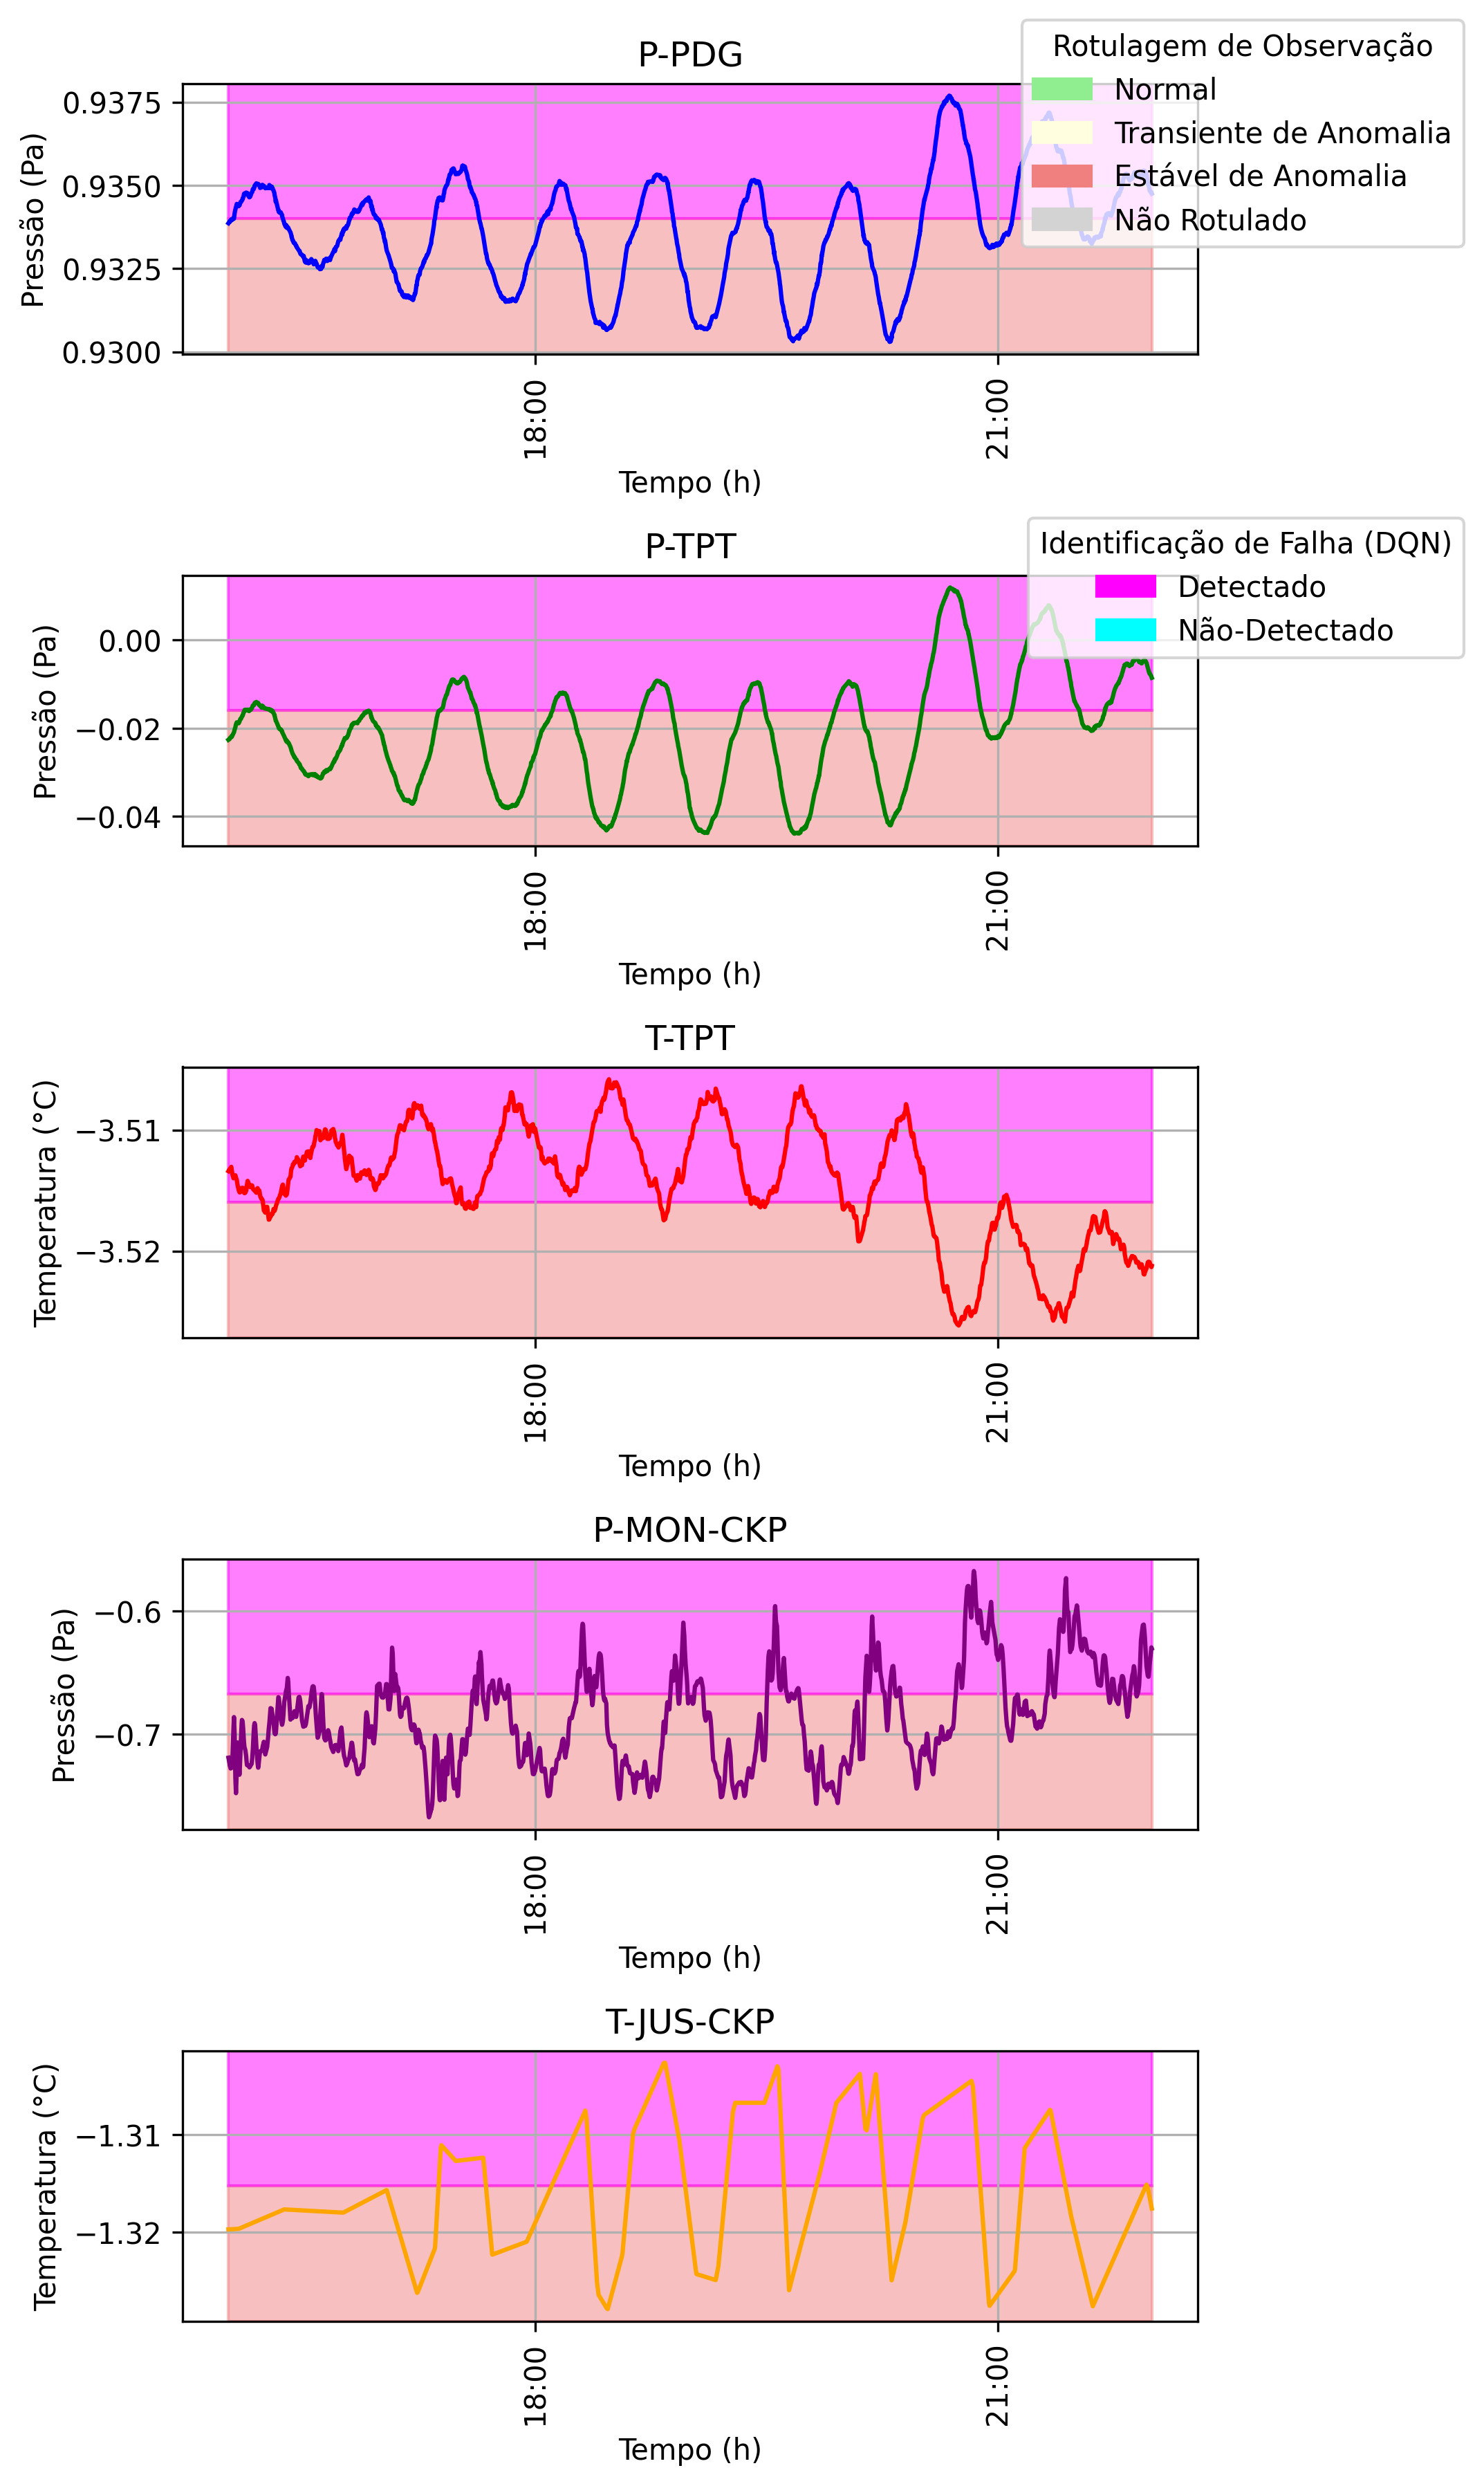 P-PDG
Rotulagem de Observação
Normal
Transiente de Anomalia
Estável de Anomalia
Não Rotulado
Pressão (Pa)
0.9375
0.9350
0.9325
0.9300
18:00
21:00
Tempo (h)
P-TPT
Identificação de Falha (DQN)
Detectado
Não-Detectado
Pressão (Pa)
0.00
−0.02
−0.04
18:00
21:00
Tempo (h)
T-TPT
Temperatura (°C)
−3.51
−3.52
18:00
21:00
Tempo (h)
P-MON-CKP
Pressão (Pa)
−0.6
−0.7
18:00
21:00
Tempo (h)
T-JUS-CKP
Temperatura (°C)
−1.31
−1.32
18:00
21:00
Tempo (h)